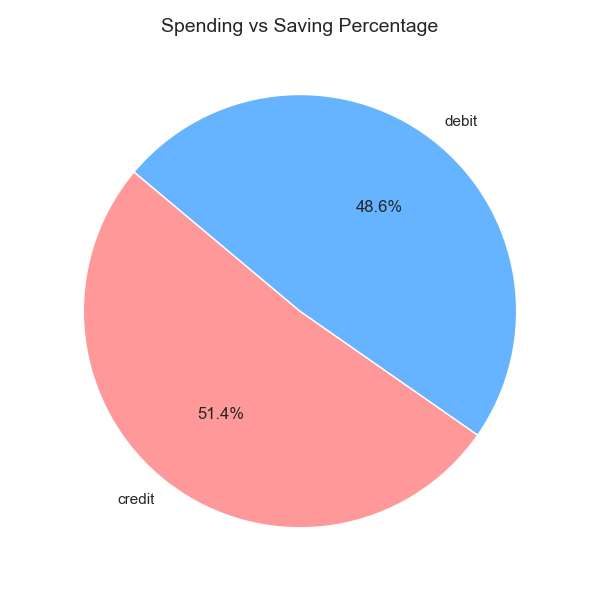 Spending vs Saving Percentage
debit
48.6%
51.4%
credit